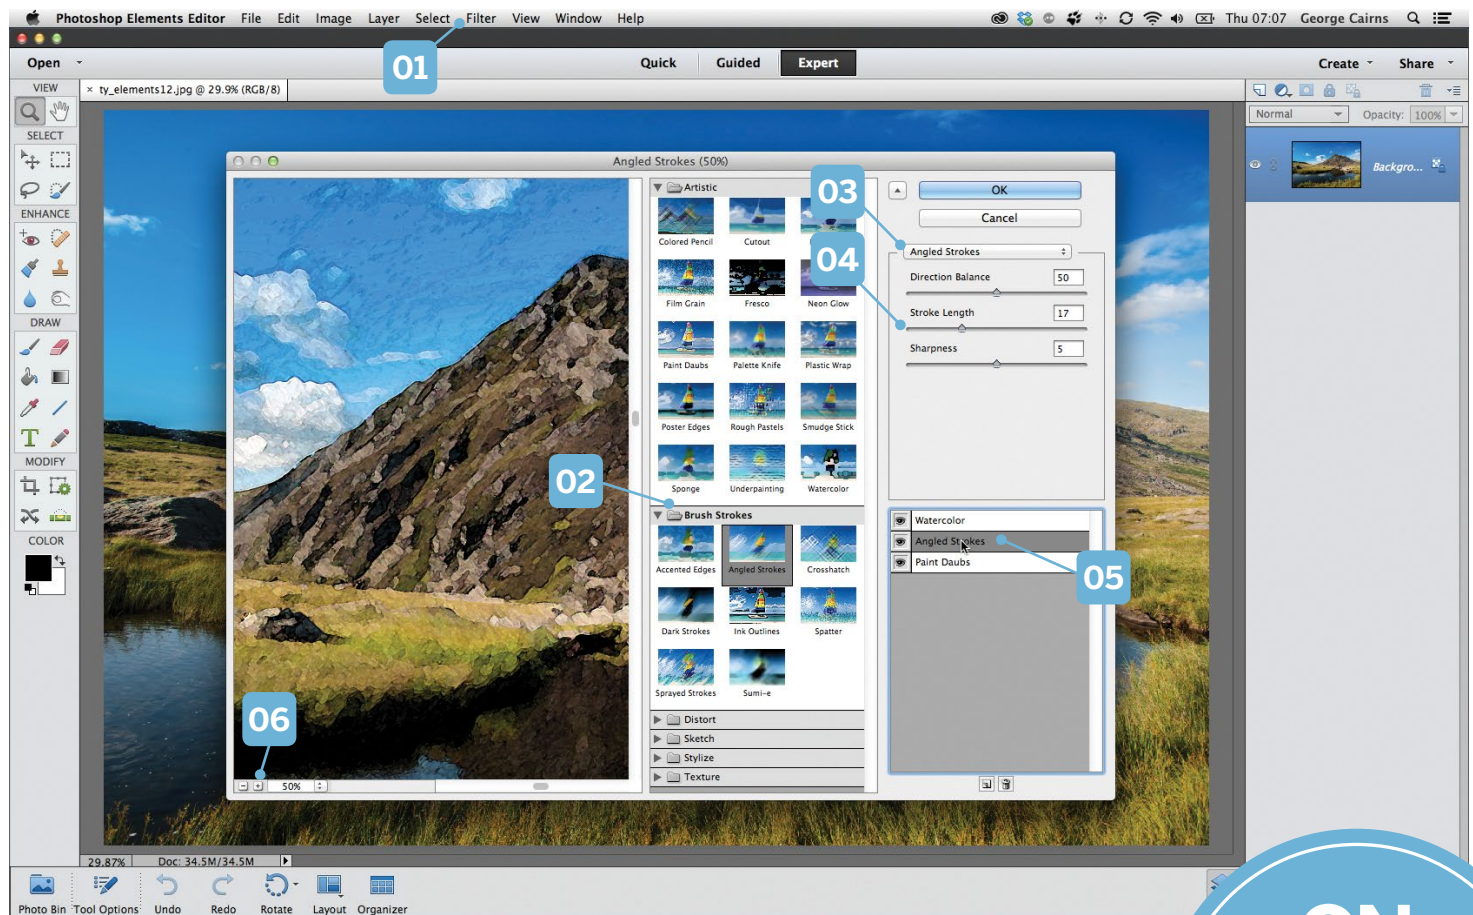 Photoshop Elements Editor File Edit Image Layer Select Filter View Window Help Thu 07:07 George Cairns
01
Open Quick Guided Expert Create Share
VIEW
× ty_elements12.jpg @ 29.9% (RGB/8)
SELECT
ENHANCE
DRAW
MODIFY
COLOR
Normal Opacity: 100%
Backgro...
Angled Strokes (50%)
Artistic
Colored Pencil Cutout
Film Grain Fresco Neon Glow
Paint Daubs Palette Knife Plastic Wrap
Poster Edges Rough Pastels Smudge Stick
Sponge Underpainting Watercolor
02
Brush Strokes
Accented Edges Angled Strokes Crosshatch
Dark Strokes Ink Outlines Spatter
Sprayed Strokes Sumi-e
Distort
Sketch
Stylize
Texture
03
OK
Cancel
04
Angled Strokes
Direction Balance 50
Stroke Length 17
Sharpness 5
Watercolor
Angled Strokes
Paint Daubs
05
06
50%
29.87% Doc: 34.5M/34.5M
Photo Bin Tool Options Undo Redo Rotate Layout Organizer